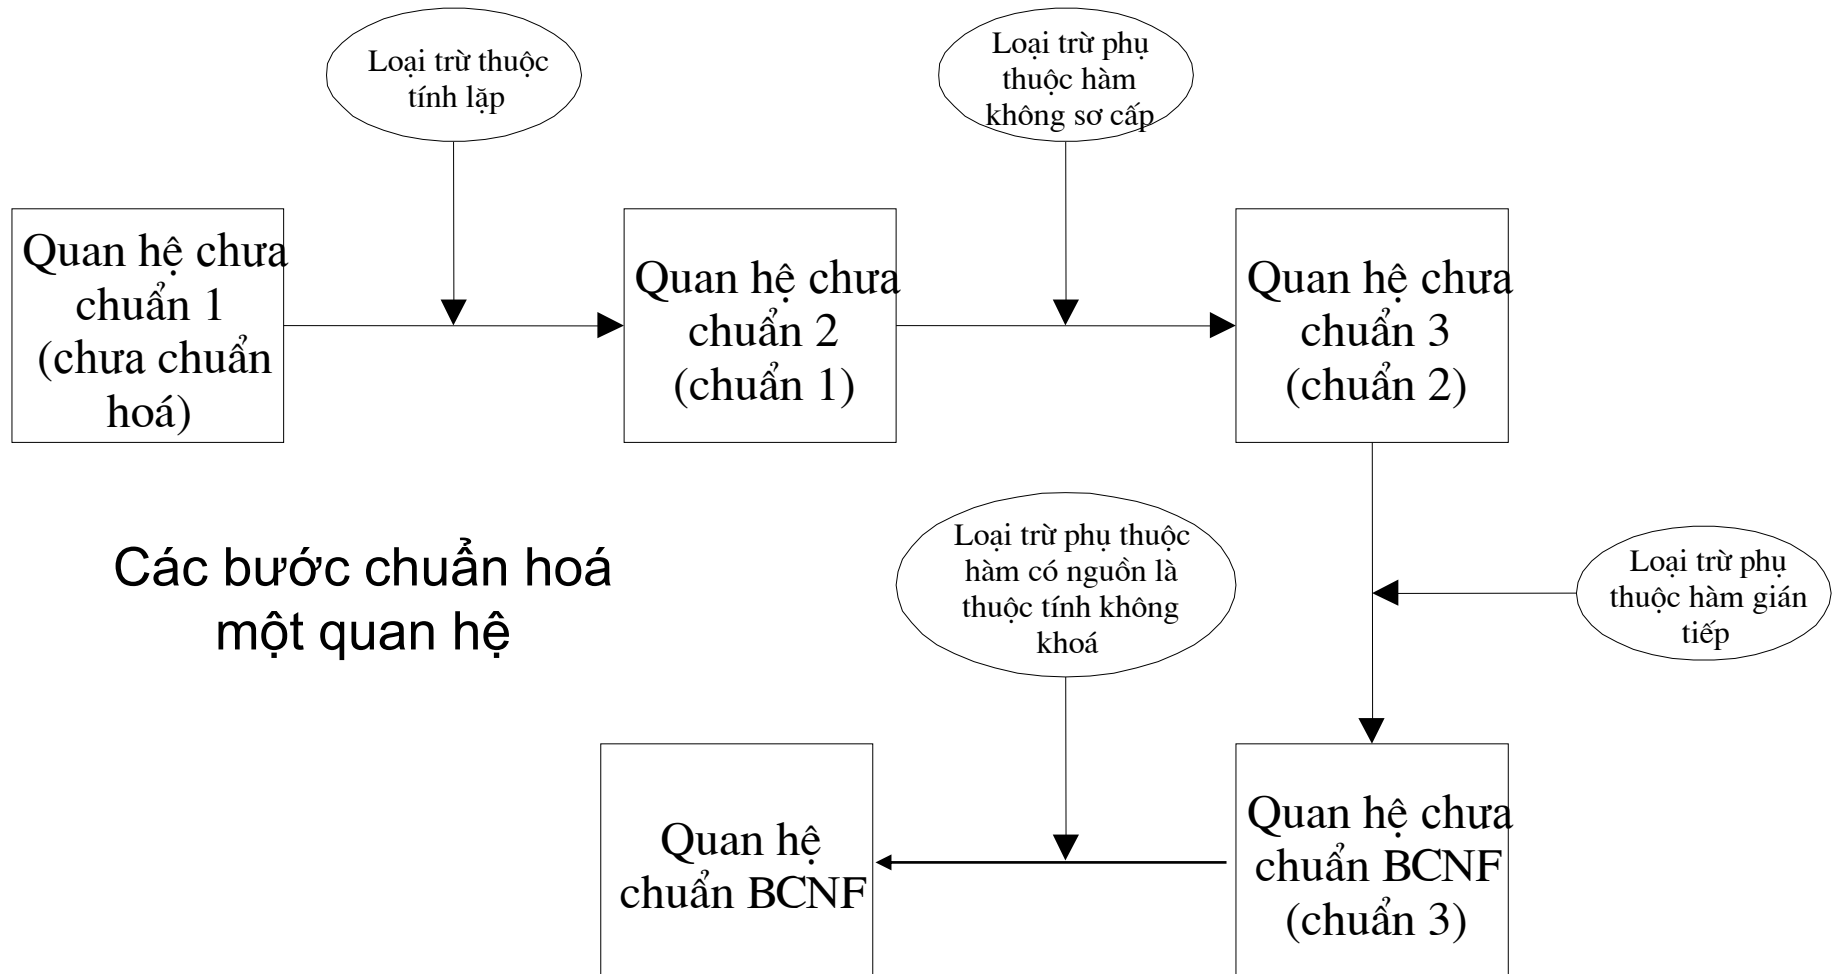 Loại trừ thuộc
tính lặp
Loại trừ phụ
thuộc hàm
không sơ cấp
Quan hệ chưa
chuẩn 1
(chưa chuẩn
hoá)
Quan hệ chưa
chuẩn 2
(chuẩn 1)
Quan hệ chưa
chuẩn 3
(chuẩn 2)
Các bước chuẩn hoá
một quan hệ
Loại trừ phụ thuộc
hàm có nguồn là
thuộc tính không
khoá
Loại trừ phụ
thuộc hàm gián
tiếp
Quan hệ
chuẩn BCNF
Quan hệ chưa
chuẩn BCNF
(chuẩn 3)